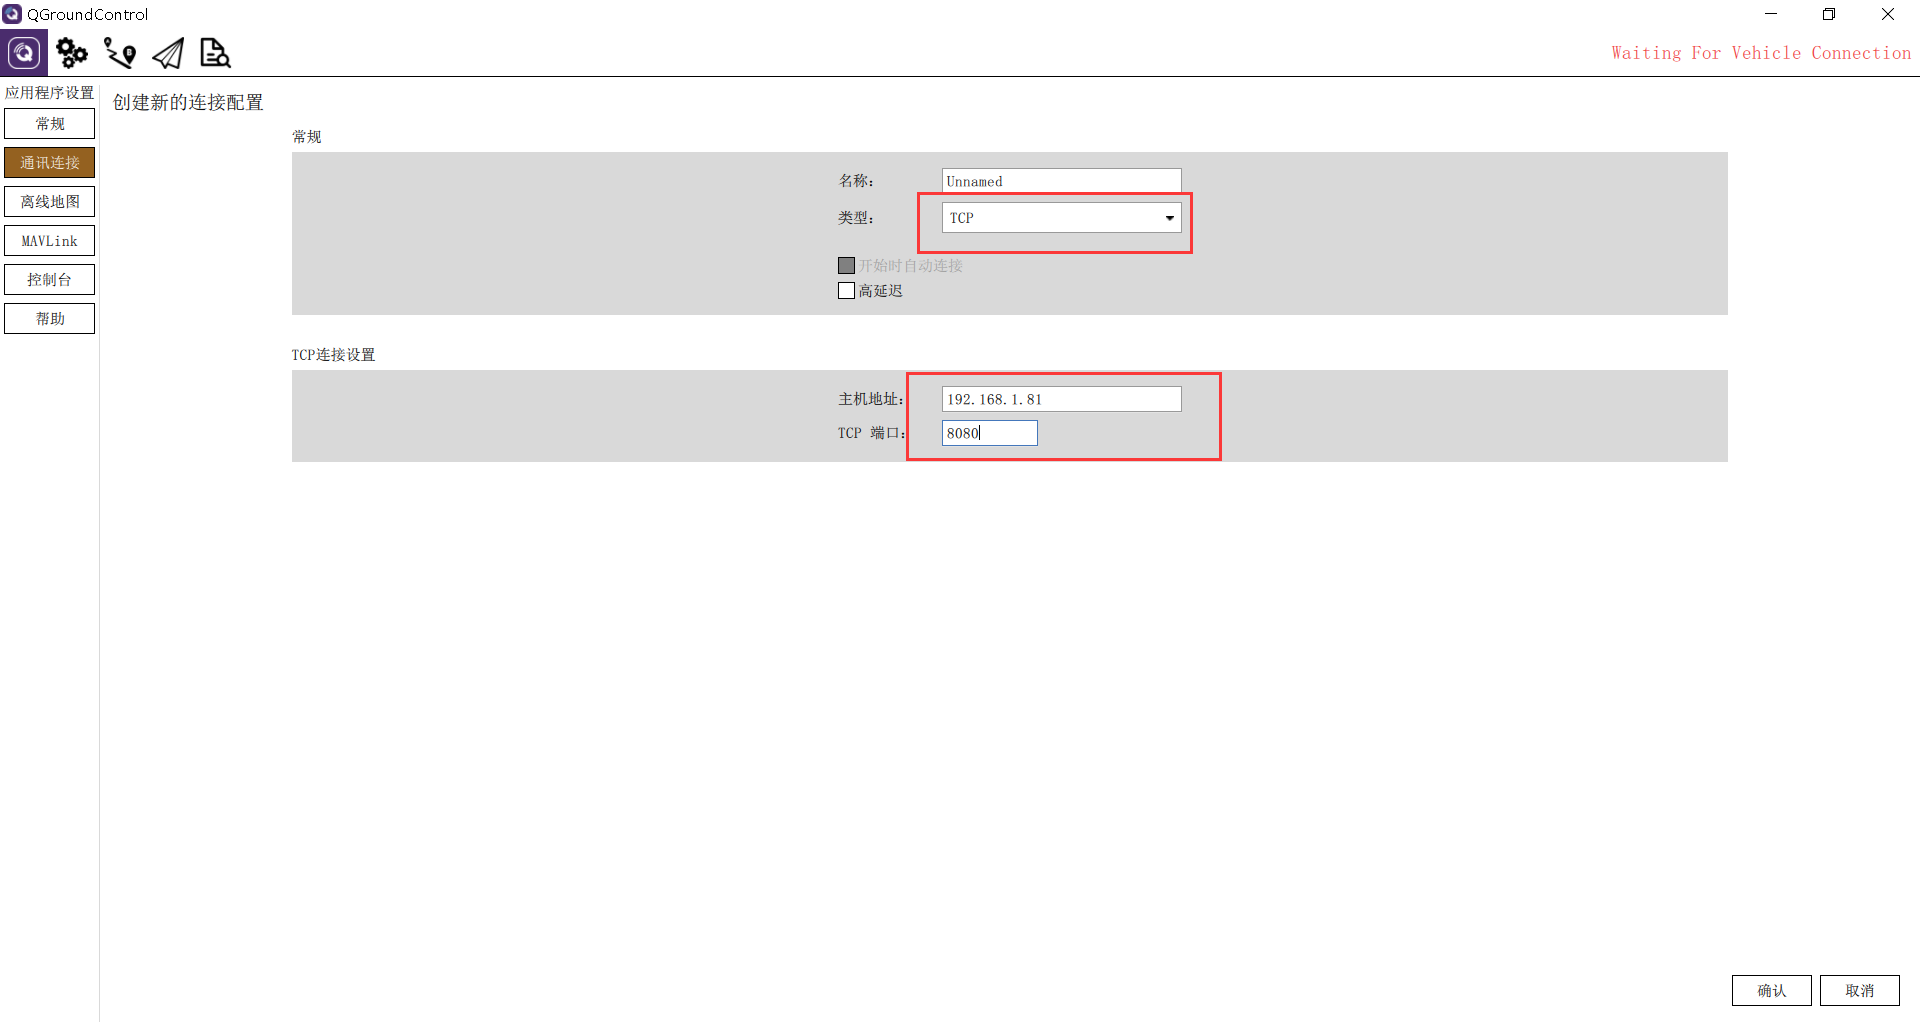 QGroundControl
Waiting For Vehicle Connection
应用程序设置
常规
通讯连接
离线地图
MAVLink
控制台
帮助
创建新的连接配置
常规
名称：
Unnamed
类型：
TCP
开始时自动连接
高延迟
TCP连接设置
主机地址：
192.168.1.81
TCP 端口：
8080
确认
取消